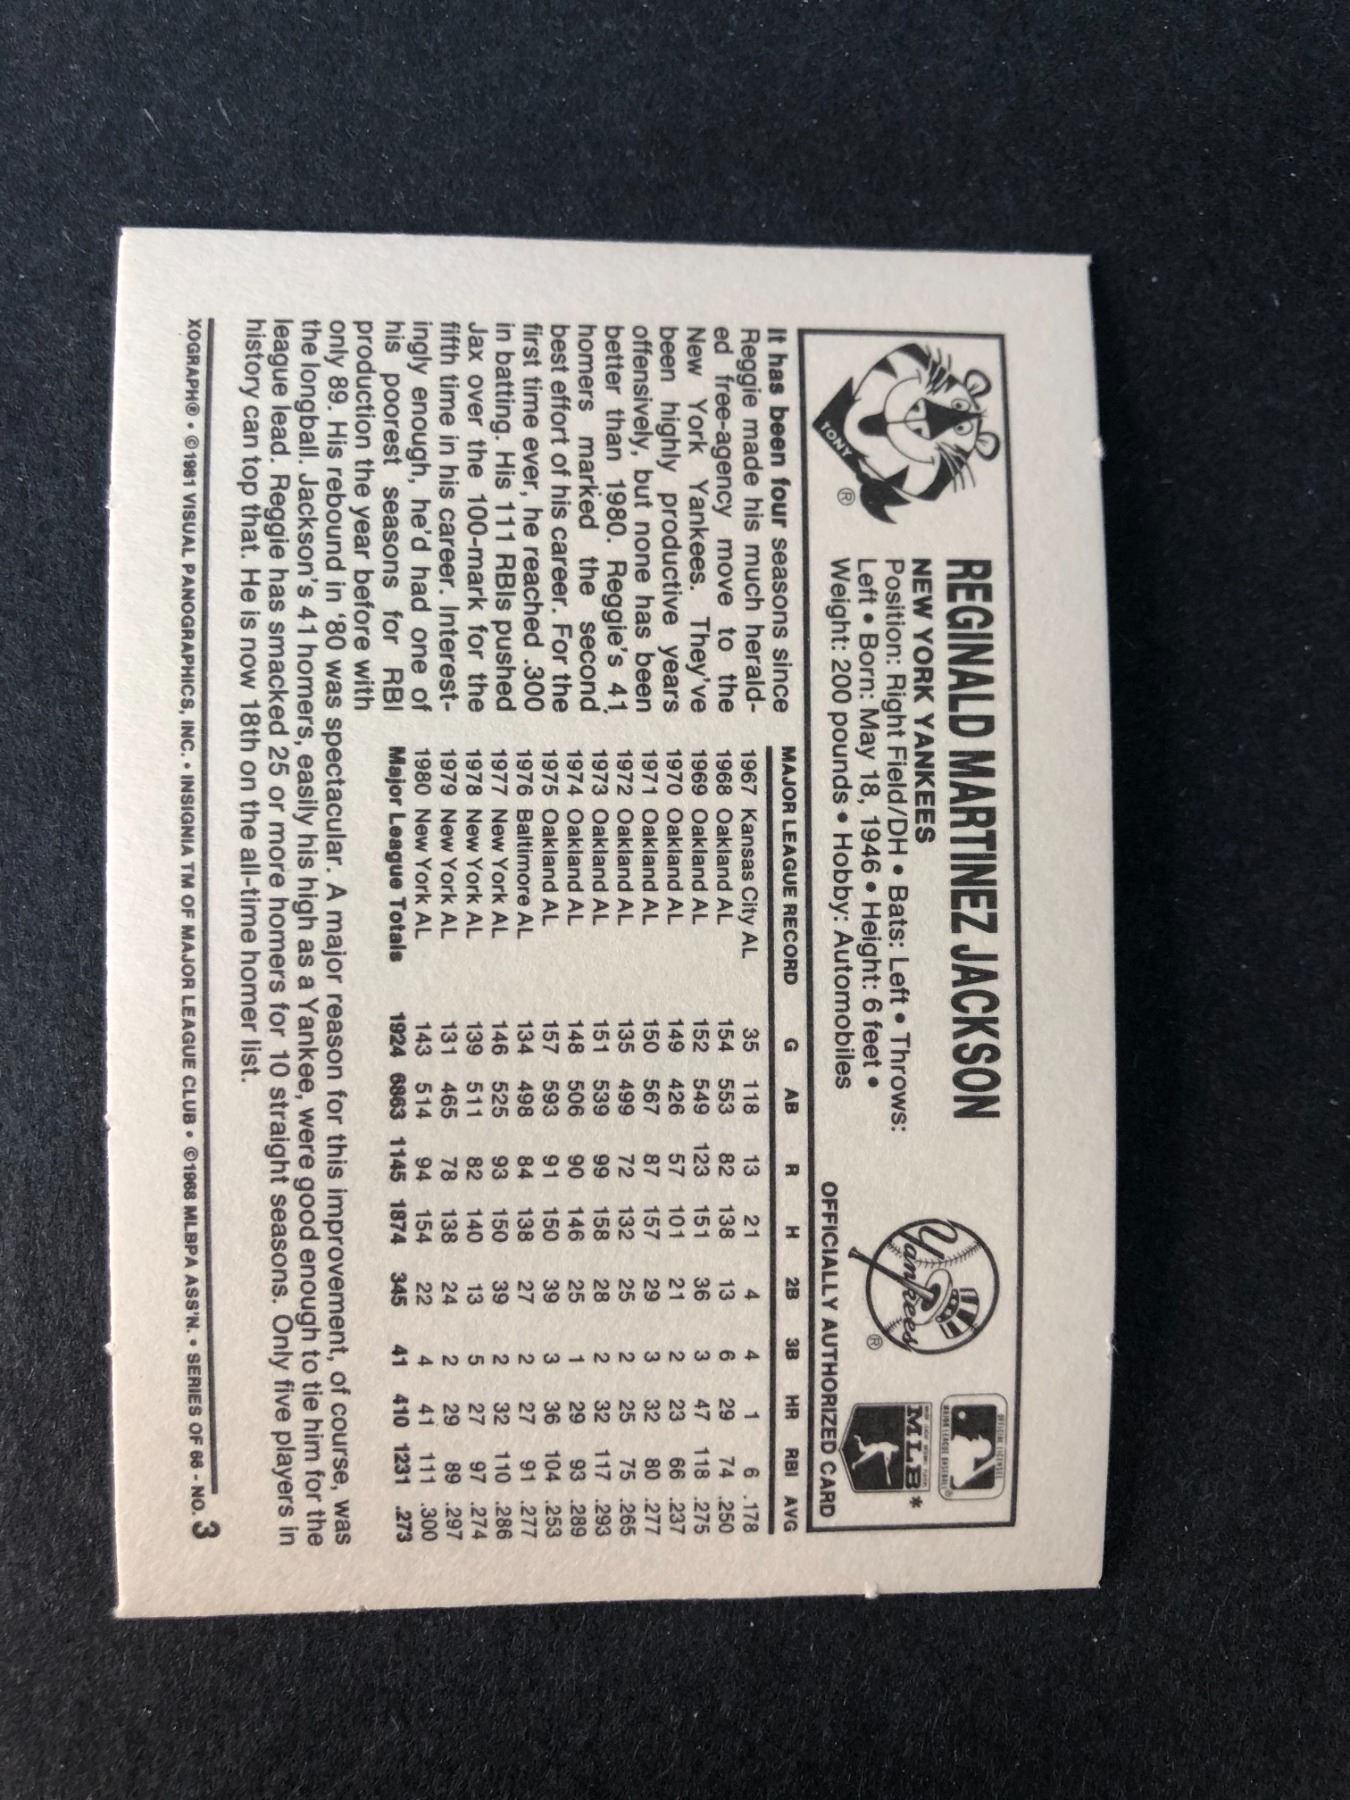 TONY
®
REGINALD MARTINEZ JACKSON
NEW YORK YANKEES
Position: Right Field/DH • Bats: Left • Throws:
Left • Born: May 18, 1946 • Height: 6 feet •
Weight: 200 pounds • Hobby: Automobiles
Yankees
®
MLB*
OFFICIALLY AUTHORIZED CARD
It has been four seasons since
Reggie made his much herald-
ed free-agency move to the
New York Yankees. They've
been highly productive years
offensively, but none has been
better than 1980. Reggie's 41
homers marked the second
best effort of his career. For the
first time ever, he reached .300
in batting. His 111 RBIs pushed
Jax over the 100-mark for the
fifth time in his career. Interest-
ingly enough, he'd had one of
his poorest seasons for RBI
production the year before with
only 89. His rebound in '80 was spectacular. A major reason for this improvement, of course, was
the longball. Jackson's 41 homers, easily his high as a Yankee, were good enough to tie him for the
league lead. Reggie has smacked 25 or more homers for 10 straight seasons. Only five players in
history can top that. He is now 18th on the all-time homer list.
MAJOR LEAGUE RECORD G AB R H 2B 3B HR RBI AVG
1967 Kansas City AL 35 118 13 21 4 4 1 6 .178
1968 Oakland AL 154 553 82 138 13 6 29 74 .250
1969 Oakland AL 152 549 123 151 36 3 47 118 .275
1970 Oakland AL 149 426 57 101 21 2 23 66 .237
1971 Oakland AL 150 567 87 157 29 3 32 80 .277
1972 Oakland AL 135 499 72 132 25 2 25 75 .265
1973 Oakland AL 151 539 99 158 28 2 32 117 .293
1974 Oakland AL 148 506 90 146 25 1 29 93 .289
1975 Oakland AL 157 593 91 150 39 3 36 104 .253
1976 Baltimore AL 134 498 84 138 27 2 27 91 .277
1977 New York AL 146 525 93 150 39 2 32 110 .286
1978 New York AL 139 511 82 140 13 5 27 97 .274
1979 New York AL 131 465 78 138 24 2 29 89 .297
1980 New York AL 143 514 94 154 22 4 41 111 .300
Major League Totals 1924 6863 1145 1874 345 41 410 1231 .273
XOGRAPH® • ©1981 VISUAL PANOGRAPHICS, INC. • INSIGNIA TM OF MAJOR LEAGUE CLUB • ©1968 MLBPA ASS'N. • SERIES OF 66 - NO. 3